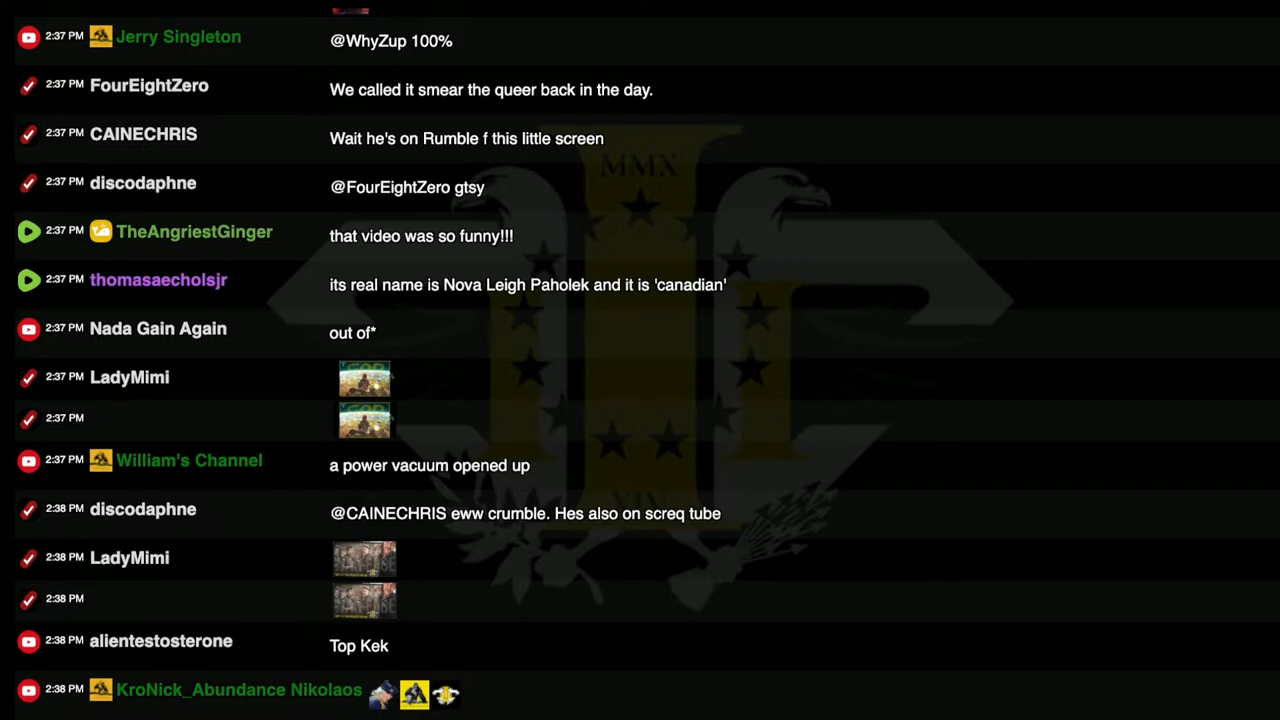 2:37 PM Jerry Singleton @WhyZup 100%
2:37 PM FourEightZero We called it smear the queer back in the day.
2:37 PM CAINECHRIS Wait he's on Rumble f this little screen
2:37 PM discodaphne @FourEightZero gtsy
2:37 PM TheAngriestGinger that video was so funny!!!
2:37 PM thomasaecholsjr its real name is Nova Leigh Paholek and it is 'canadian'
2:37 PM Nada Gain Again out of*
2:37 PM LadyMimi
2:37 PM
2:37 PM William's Channel a power vacuum opened up
2:38 PM discodaphne @CAINECHRIS eww crumble. Hes also on screq tube
2:38 PM LadyMimi
2:38 PM
2:38 PM alientestosterone Top Kek
2:38 PM KroNick_Abundance Nikolaos
MMX
XIV